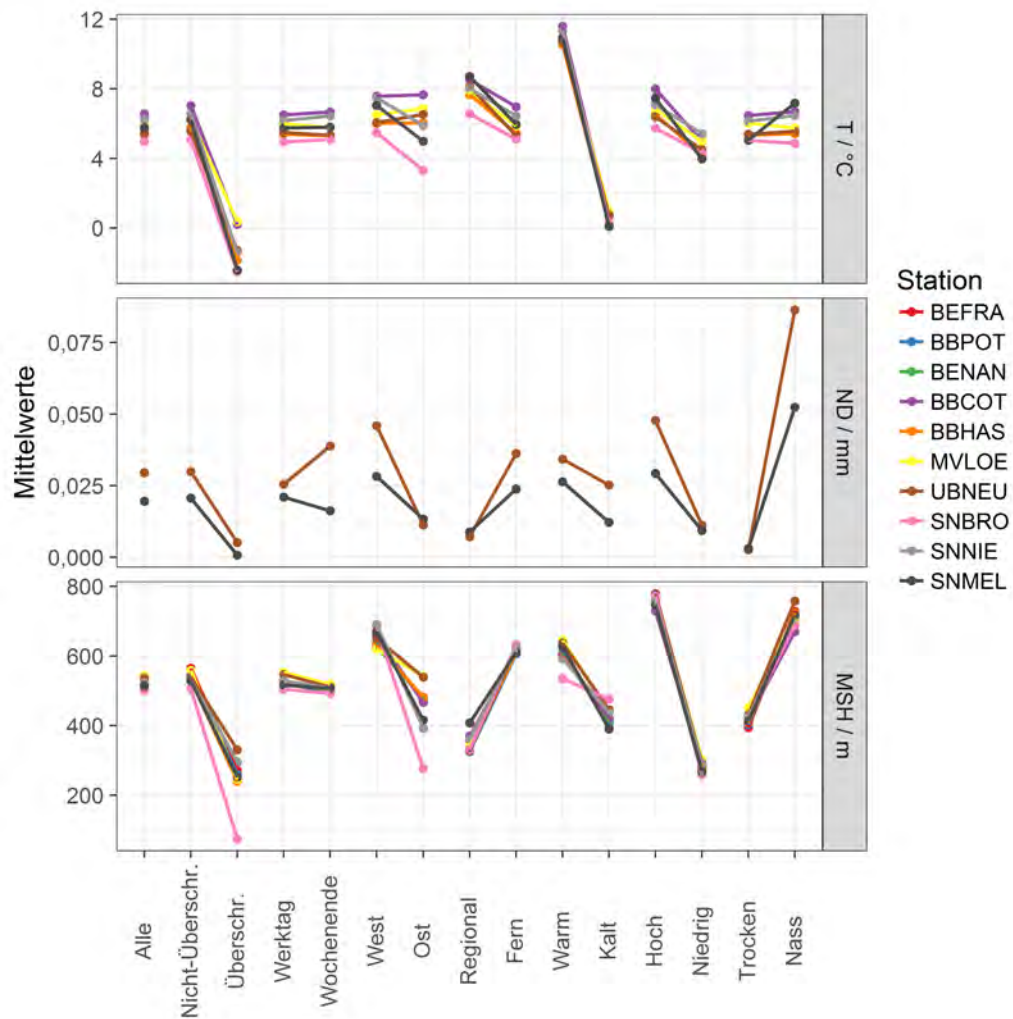 Mittelwerte
12
8
4
0
T / °C
0,075
0,050
0,025
0,000
ND / mm
800
600
400
200
MSH / m
Alle
Nicht-Überschr.
Überschr.
Werktag
Wochenende
West
Ost
Regional
Fern
Warm
Kalt
Hoch
Niedrig
Trocken
Nass
Station
BEFRA
BBPOT
BENAN
BBCOT
BBHAS
MVLOE
UBNEU
SNBRO
SNNIE
SNMEL